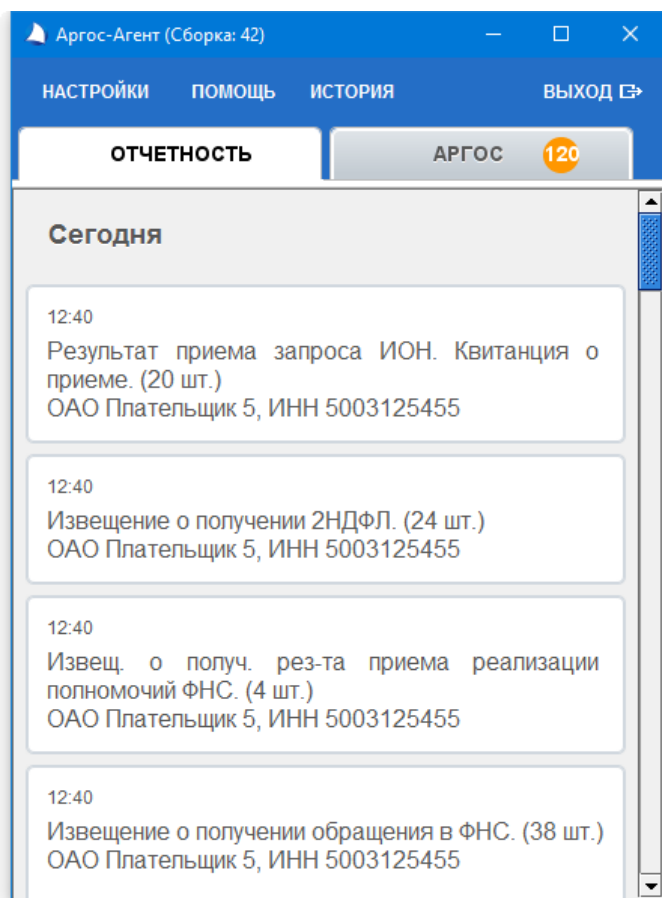 Аргос-Агент (Сборка: 42)
НАСТРОЙКИ ПОМОЩЬ ИСТОРИЯ ВЫХОД
ОТЧЕТНОСТЬ АРГОС 120
Сегодня
12:40
Результат приема запроса ИОН. Квитанция о
приеме. (20 шт.)
ОАО Плательщик 5, ИНН 5003125455
12:40
Извещение о получении 2НДФЛ. (24 шт.)
ОАО Плательщик 5, ИНН 5003125455
12:40
Извещ. о получ. рез-та приема реализации
полномочий ФНС. (4 шт.)
ОАО Плательщик 5, ИНН 5003125455
12:40
Извещение о получении обращения в ФНС. (38 шт.)
ОАО Плательщик 5, ИНН 5003125455